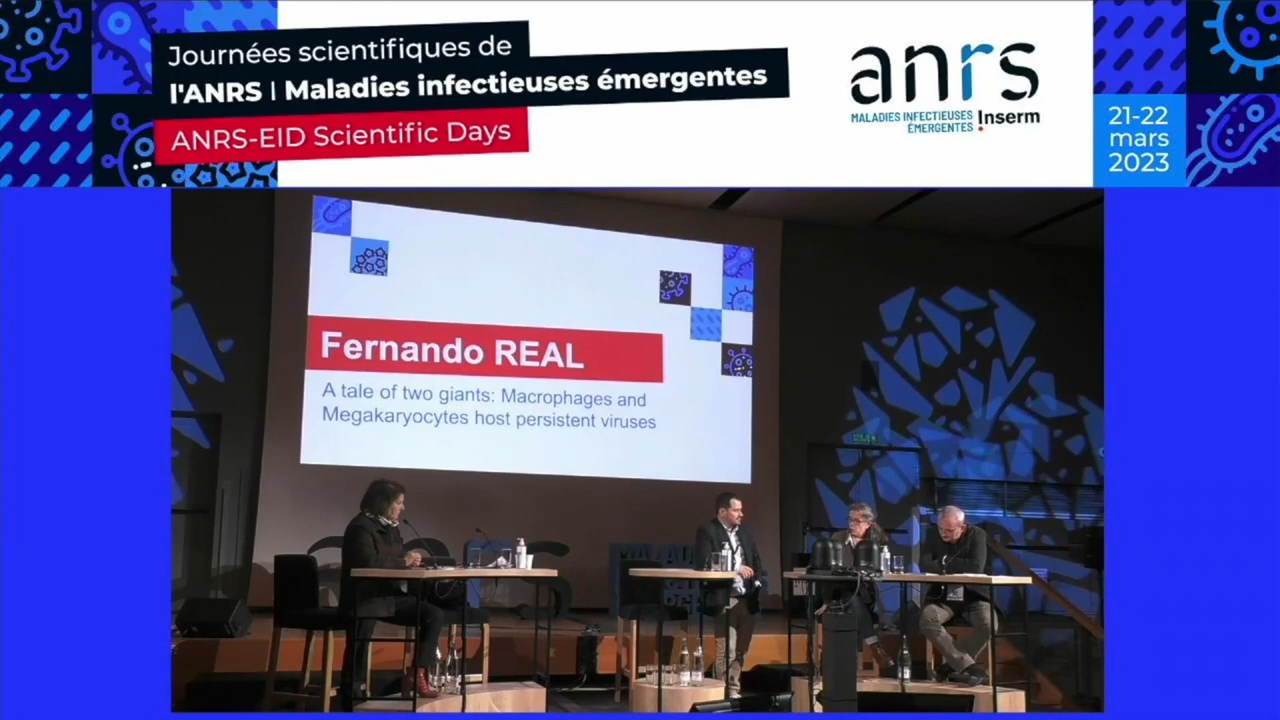 Journées scientifiques de
l'ANRS | Maladies infectieuses émergentes
ANRS-EID Scientific Days
anrs
MALADIES INFECTIEUSES
ÉMERGENTES Inserm
21-22
mars
2023
Fernando REAL
A tale of two giants: Macrophages and
Megakaryocytes host persistent viruses